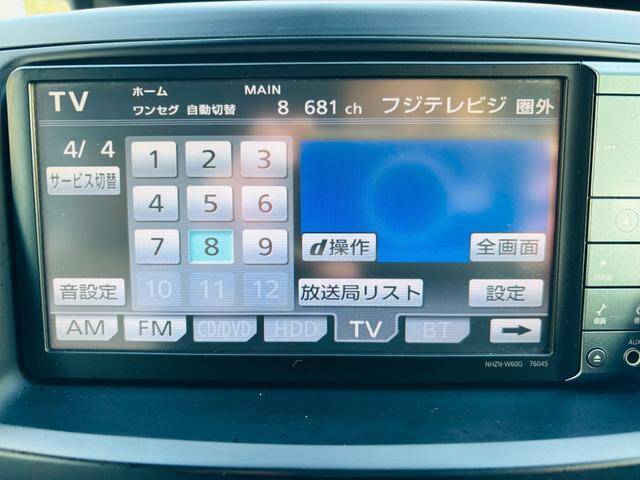 TV ホーム MAIN
ワンセグ 自動切替 8 681 ch フジテレビジ 圏外
4/ 4
サービス切替
1 2 3
4 5 6
7 8 9
d操作 全画面
音設定 10 11 12 放送局リスト 設定
AM FM CD/DVD HDD TV BT
NHZN-W60G 76045
AUX